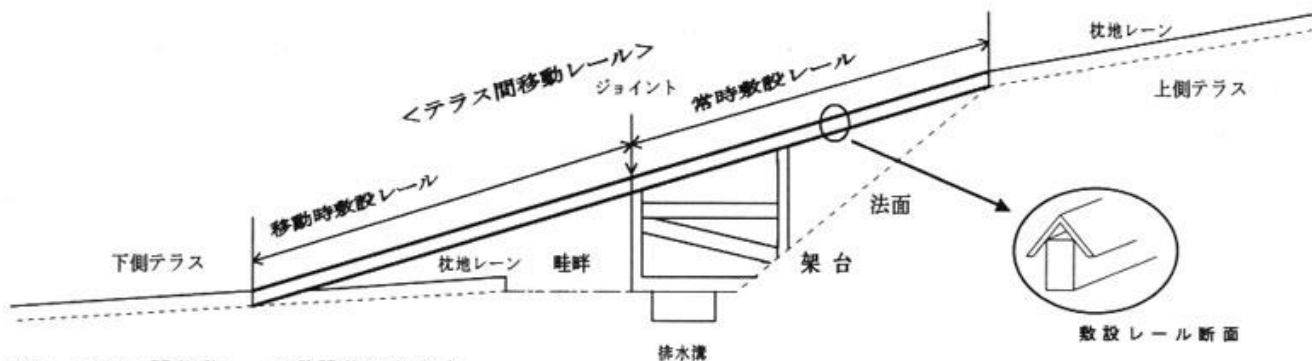 枕地レーン
<テラス間移動レール>
ジョイント
常時敷設レール
上側テラス
移動時敷設レール
法面
下側テラス
枕地レーン
畦畔
架台
敷設レール断面
排水溝